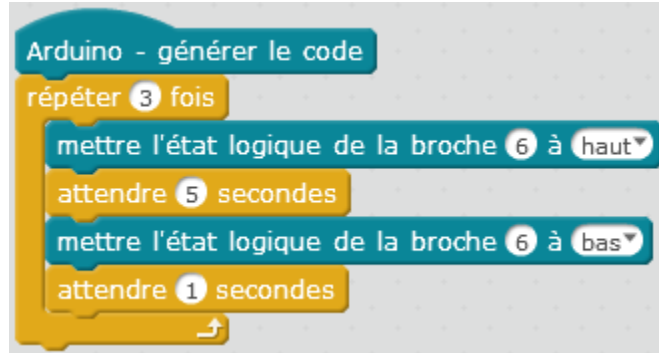 Arduino - générer le code
répéter 3 fois
mettre l'état logique de la broche 6 à haut
attendre 5 secondes
mettre l'état logique de la broche 6 à bas
attendre 1 secondes